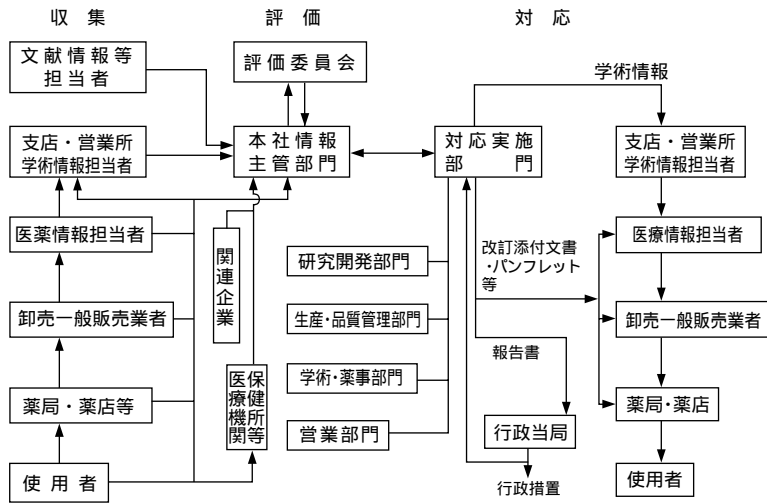 収集
評価
対応
文献情報等
担当者
評価委員会
学術情報
支店・営業所
学術情報担当者
本社情報
主管部門
対応実施
部門
支店・営業所
学術情報担当者
医薬情報担当者
関連企業
研究開発部門
改訂添付文書
・パンフレット
等
医療情報担当者
卸売一般販売業者
生産・品質管理部門
卸売一般販売業者
報告書
薬局・薬店等
保健所等
医療機関
学術・薬事部門
薬局・薬店
営業部門
行政当局
使用者
行政措置
使用者